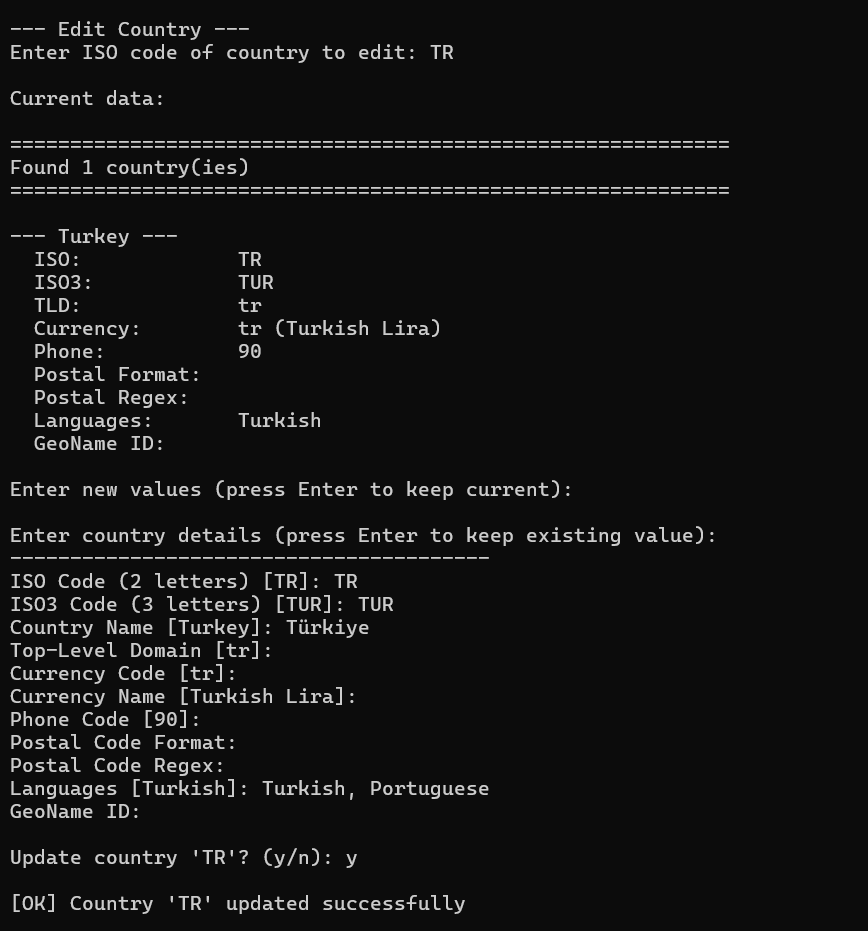 --- Edit Country ---
Enter ISO code of country to edit: TR
Current data:
============================================================
Found 1 country(ies)
============================================================
--- Turkey ---
ISO: TR
ISO3: TUR
TLD: tr
Currency: tr (Turkish Lira)
Phone: 90
Postal Format:
Postal Regex:
Languages: Turkish
GeoName ID:
Enter new values (press Enter to keep current):
Enter country details (press Enter to keep existing value):
----------------------------------------
ISO Code (2 letters) [TR]: TR
ISO3 Code (3 letters) [TUR]: TUR
Country Name [Turkey]: Türkiye
Top-Level Domain [tr]:
Currency Code [tr]:
Currency Name [Turkish Lira]:
Phone Code [90]:
Postal Code Format:
Postal Code Regex:
Languages [Turkish]: Turkish, Portuguese
GeoName ID:
Update country 'TR'? (y/n): y
[OK] Country 'TR' updated successfully